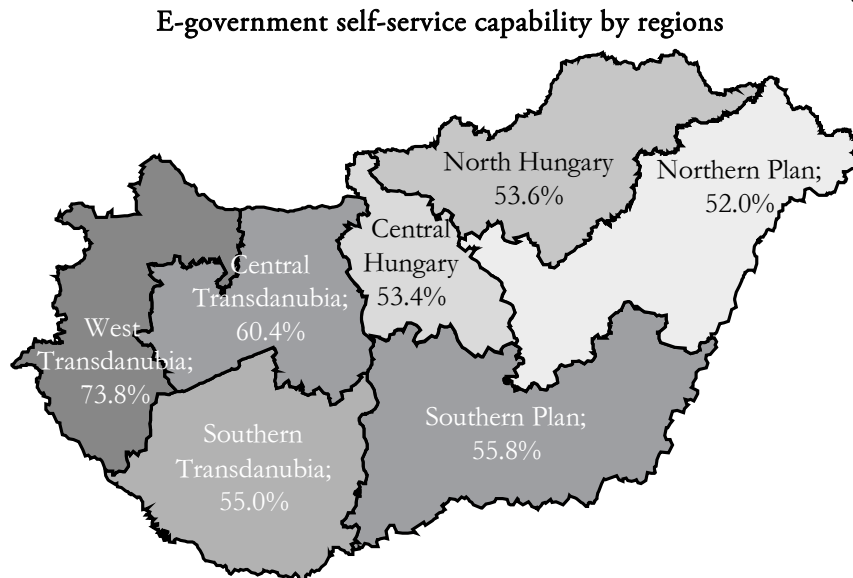 E-government self-service capability by regions
North Hungary
53.6%
Northern Plan;
52.0%
Central
Hungary
53.4%
Central
Transdanubia;
60.4%
West
Transdanubia;
73.8%
Southern Plan;
55.8%
Southern
Transdanubia;
55.0%